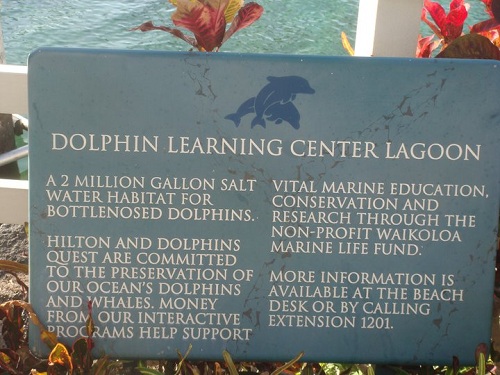 DOLPHIN LEARNING CENTER LAGOON
A 2 MILLION GALLON SALT
WATER HABITAT FOR
BOTTLENOSED DOLPHINS.
HILTON AND DOLPHINS
QUEST ARE COMMITTED
TO THE PRESERVATION OF
OUR OCEAN'S DOLPHINS
AND WHALES. MONEY
FROM OUR INTERACTIVE
PROGRAMS HELP SUPPORT
VITAL MARINE EDUCATION,
CONSERVATION AND
RESEARCH THROUGH THE
NON-PROFIT WAIKOLOA
MARINE LIFE FUND.
MORE INFORMATION IS
AVAILABLE AT THE BEACH
DESK OR BY CALLING
EXTENSION 1201.